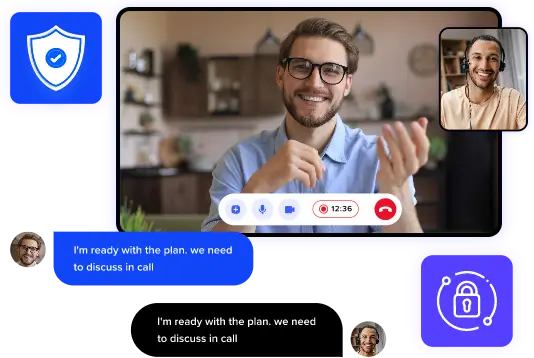 12:36
I'm ready with the plan. we need
to discuss in call
I'm ready with the plan. we need
to discuss in call